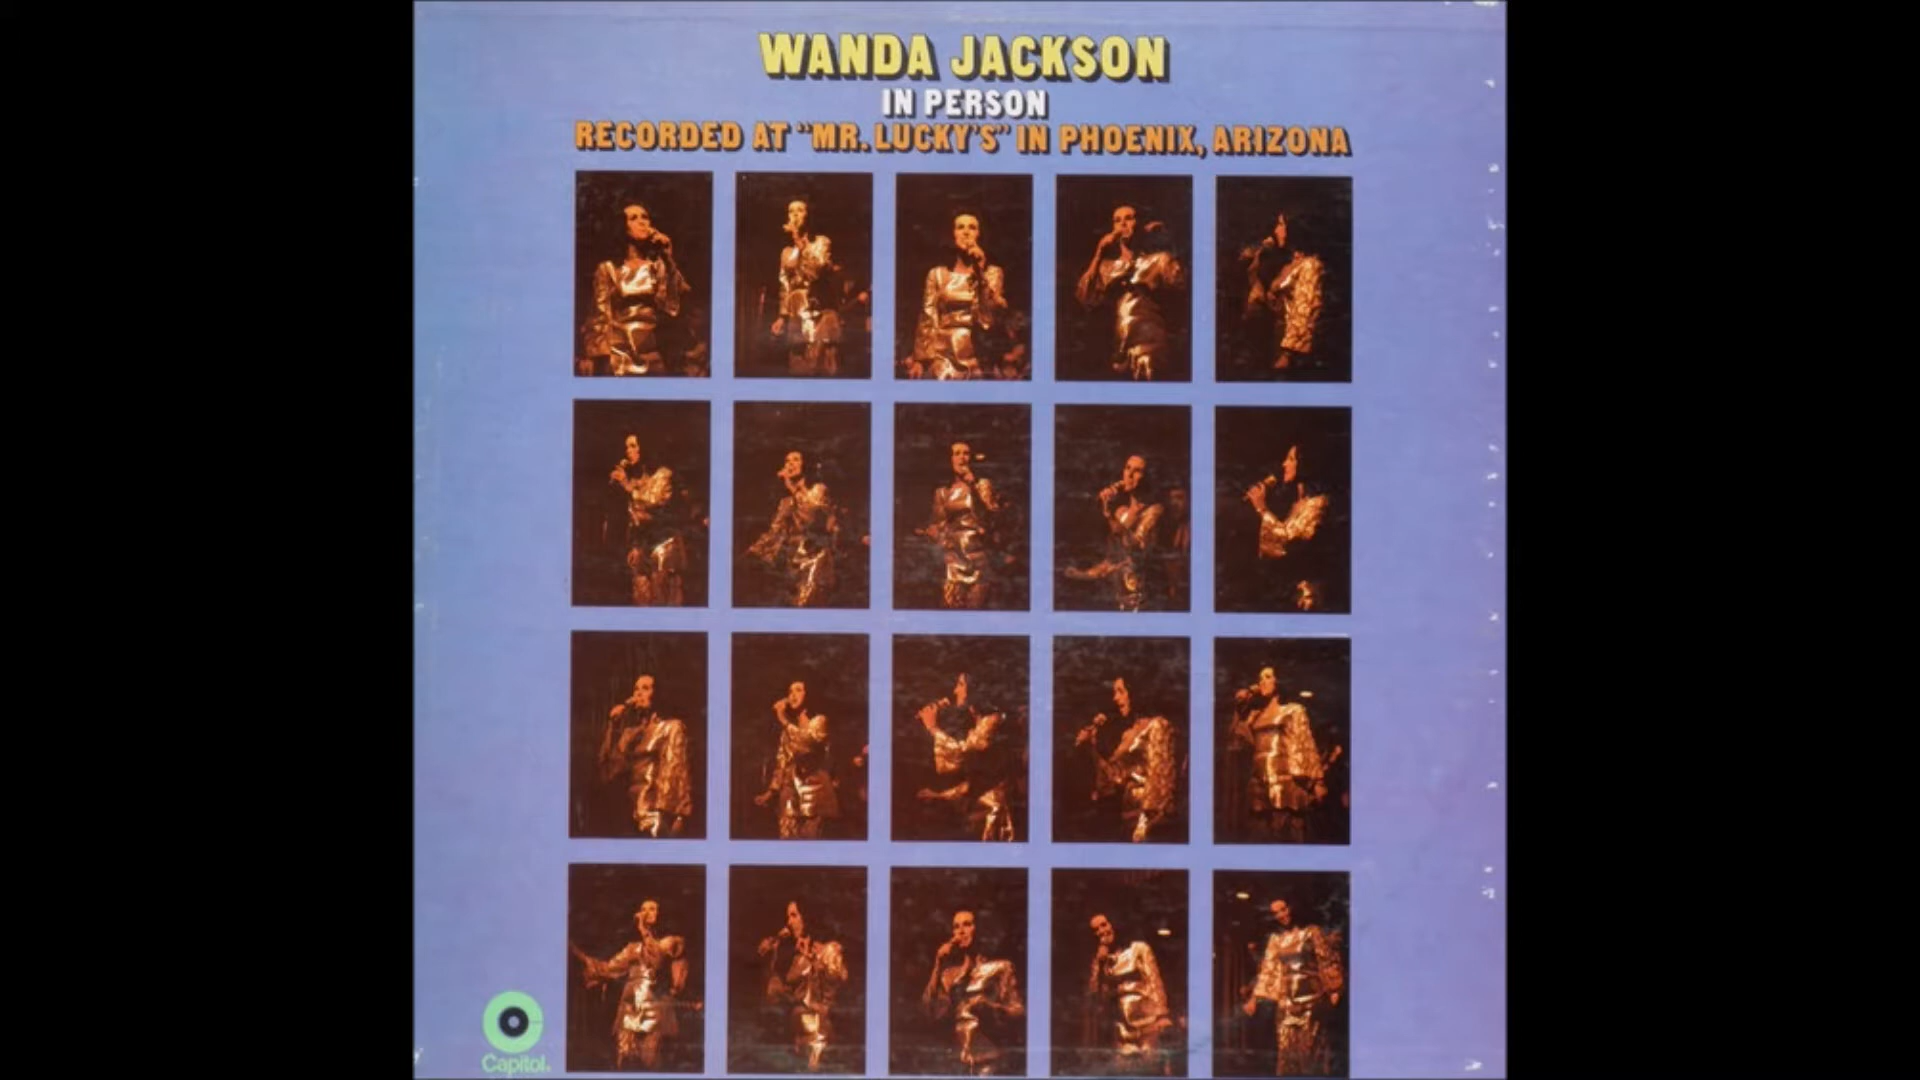 WANDA JACKSON
IN PERSON
RECORDED AT "MR. LUCKY'S" IN PHOENIX, ARIZONA
Capitol®